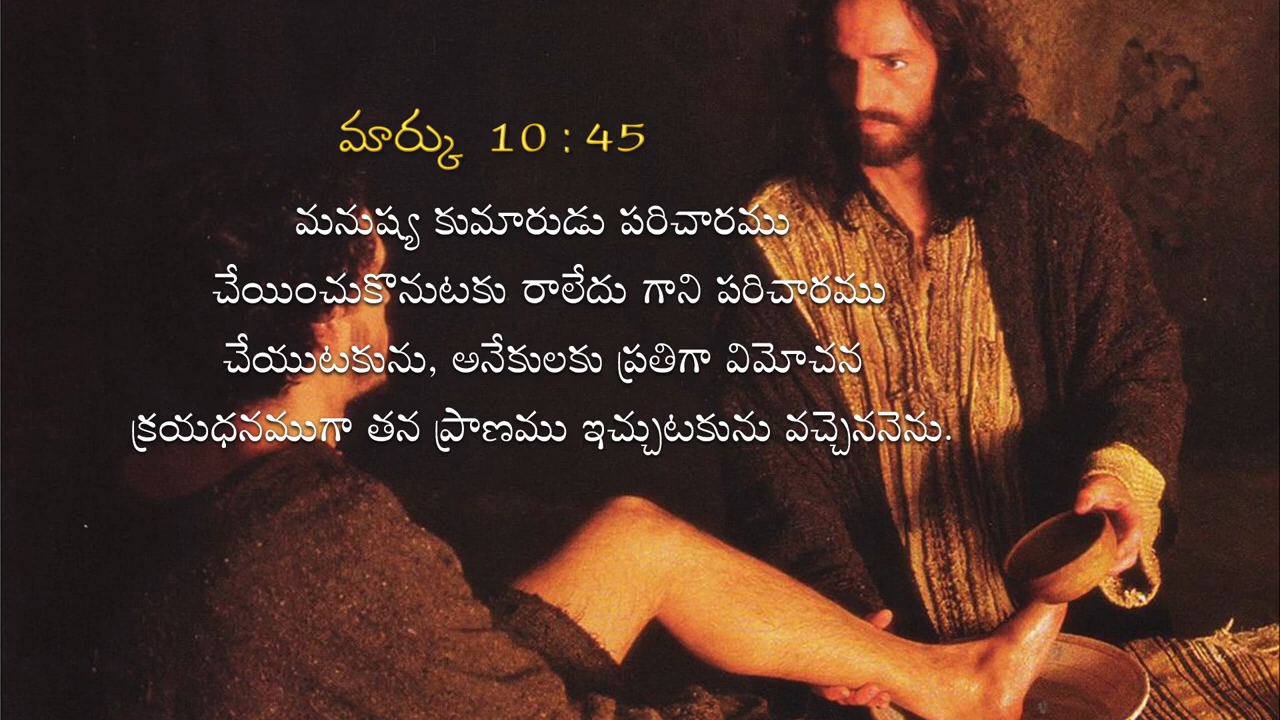 మార్కు 10 : 45
మనుష్య కుమారుడు పరిచారము
చేయించుకొనుటకు రాలేదు గాని పరిచారము
చేయుటకును, అనేకులకు ప్రతిగా విమోచన
క్రయధనముగా తన ప్రాణము ఇచ్చుటకును వచ్చెననెను.